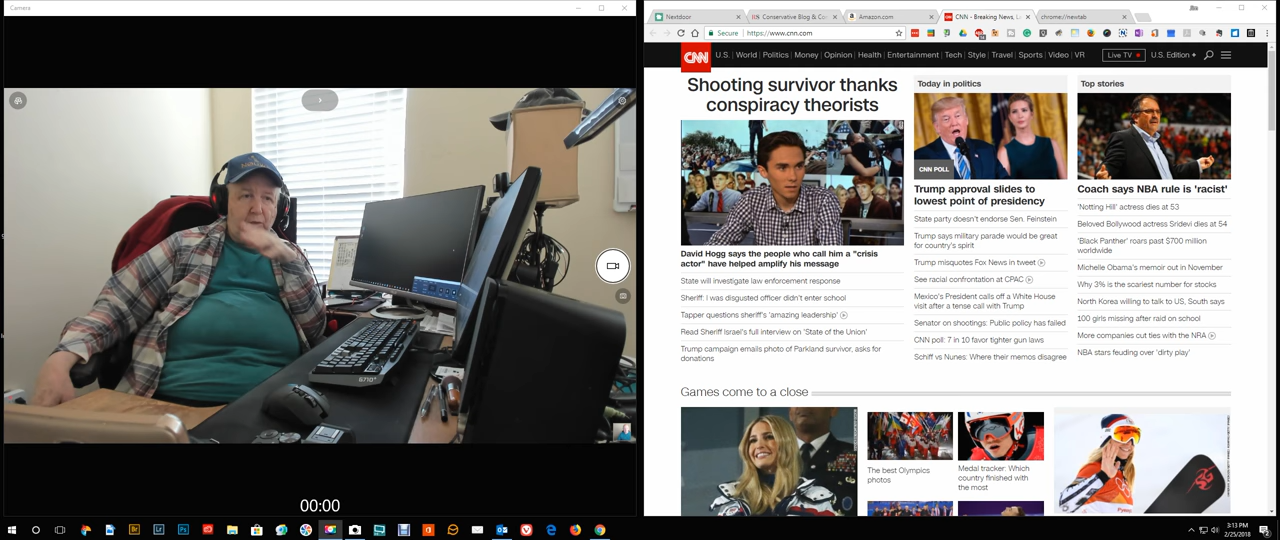 Camera
00:00
Nextdoor
Conservative Blog & Co
Amazon.com
CNN - Breaking News, L
chrome://newtab
Secure
https://www.cnn.com
CNN
U.S.
World
Politics
Money
Opinion
Health
Entertainment
Tech
Style
Travel
Sports
Video
VR
Live TV
U.S. Edition +
Shooting survivor thanks
conspiracy theorists
David Hogg says the people who call him a "crisis
actor" have helped amplify his message
State will investigate law enforcement response
Sheriff: I was disgusted officer didn't enter school
Tapper questions sheriff's 'amazing leadership'
Read Sheriff Israel's full interview on 'State of the Union'
Trump campaign emails photo of Parkland survivor, asks for
donations
Today in politics
CNN POLL
Trump approval slides to
lowest point of presidency
State party doesn't endorse Sen. Feinstein
Trump says military parade would be great
for country's spirit
Trump misquotes Fox News in tweet
See racial confrontation at CPAC
Mexico's President calls off a White House
visit after a tense call with Trump
Senator on shootings: Public policy has failed
CNN poll: 7 in 10 favor tighter gun laws
Schiff vs Nunes: Where their memos disagree
Top stories
Coach says NBA rule is 'racist'
'Notting Hill' actress dies at 53
Beloved Bollywood actress Sridevi dies at 54
'Black Panther' roars past $700 million
worldwide
Michelle Obama's memoir out in November
Why 3% is the scariest number for stocks
North Korea willing to talk to US, South says
100 girls missing after raid on school
More companies cut ties with the NRA
NBA stars feuding over 'dirty play'
Games come to a close
The best Olympics
photos
Medal tracker: Which
country finished with
the most
Br
Lr
Ps
3:13 PM
2/25/2018